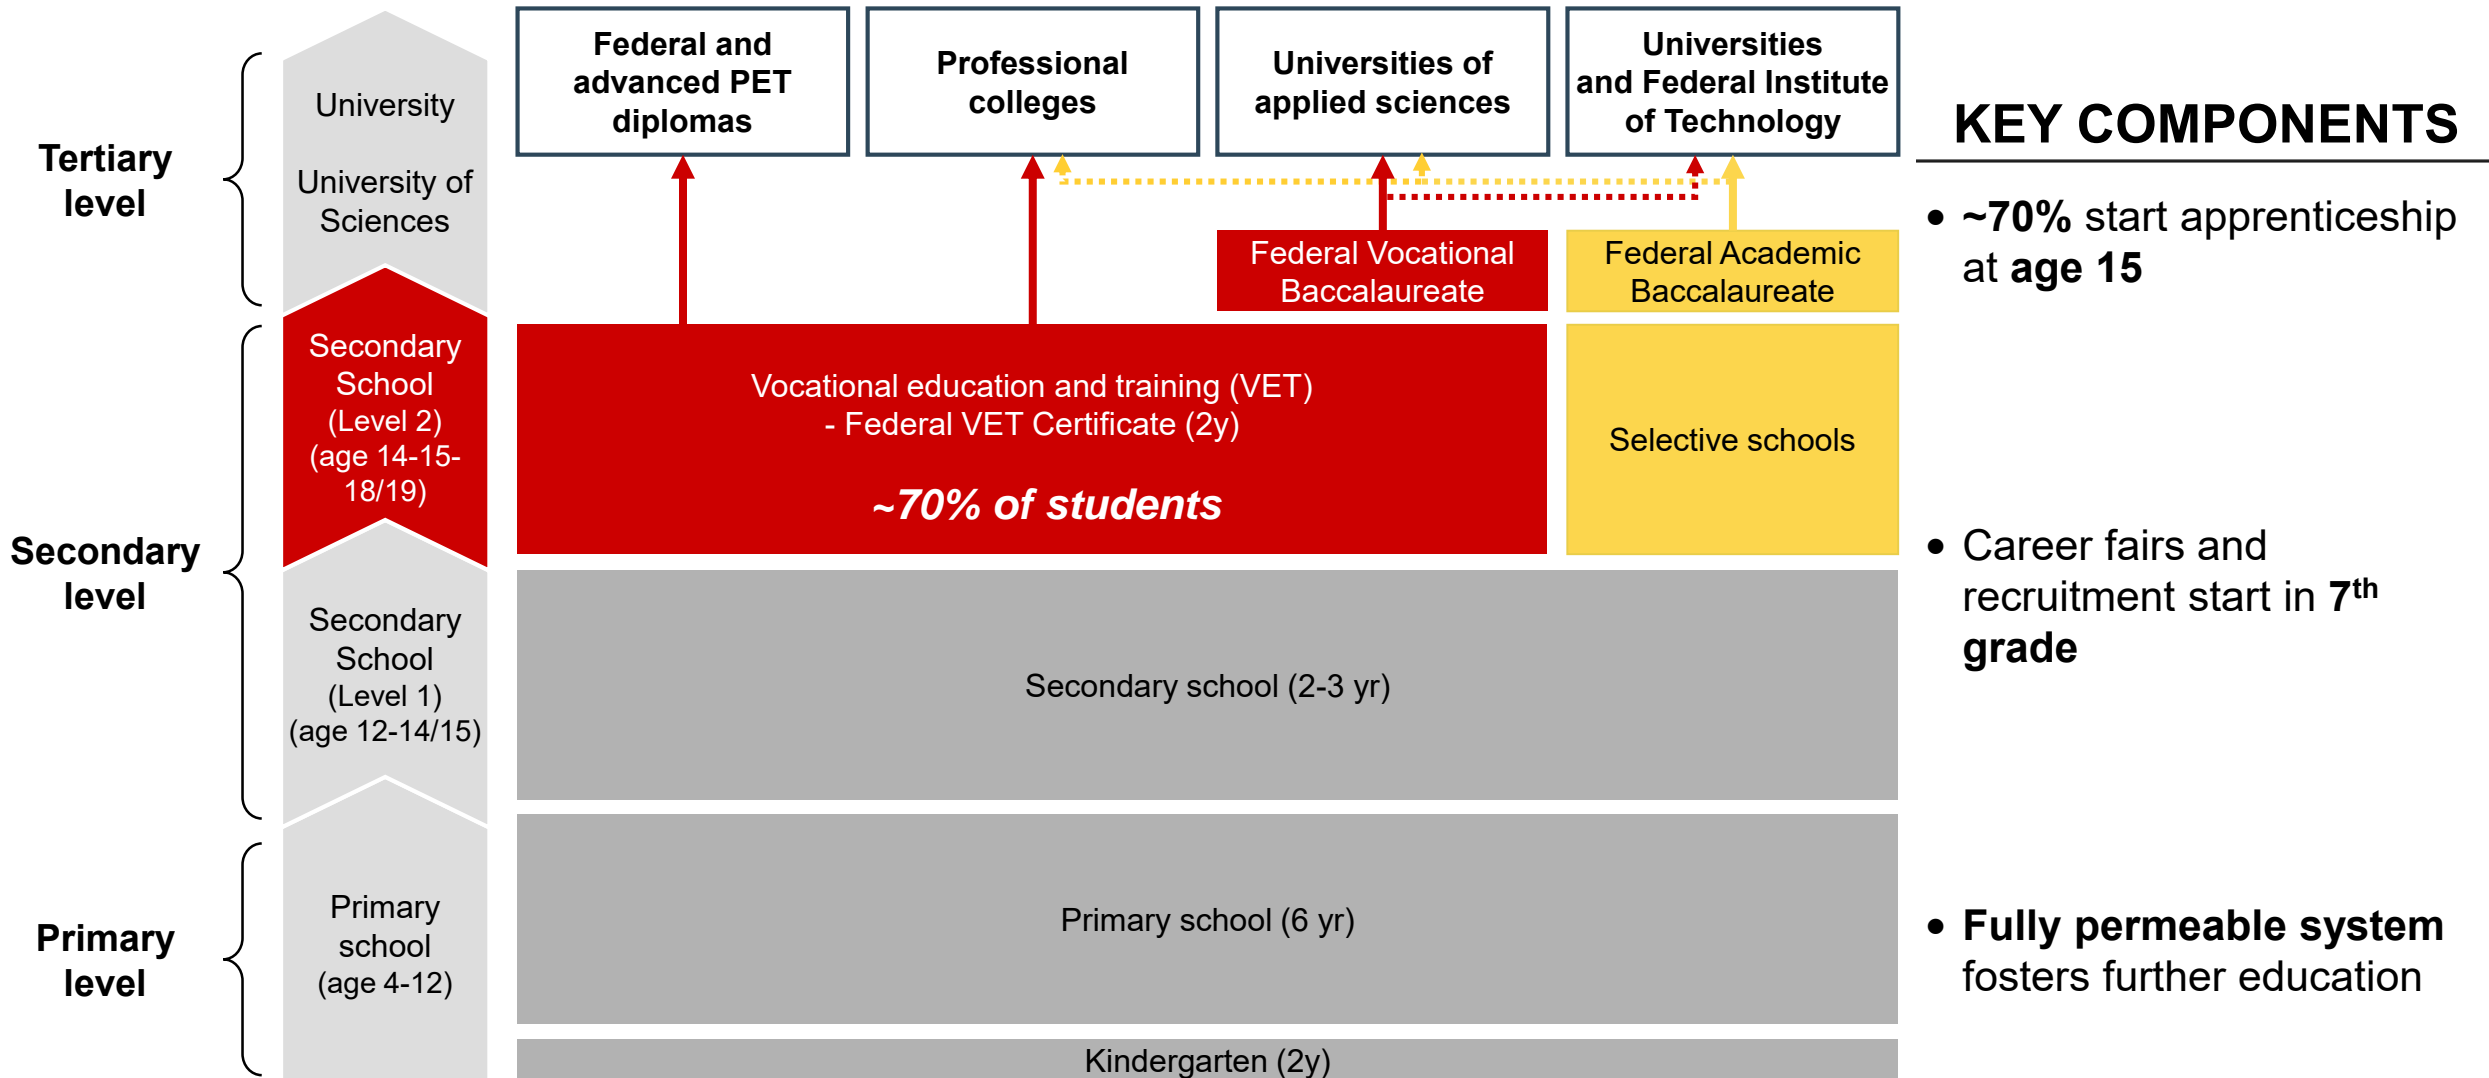 Tertiary
level
Secondary
level
Primary
level
University
University of
Sciences
Secondary
School
(Level 2)
(age 14-15-
18/19)
Secondary
School
(Level 1)
(age 12-14/15)
Primary
school
(age 4-12)
Federal and
advanced PET
diplomas
Professional
colleges
Universities of
applied sciences
Universities
and Federal Institute
of Technology
Federal Vocational
Baccalaureate
Federal Academic
Baccalaureate
Vocational education and training (VET)
- Federal VET Certificate (2y)
~70% of students
Selective schools
Secondary school (2-3 yr)
Primary school (6 yr)
Kindergarten (2y)
KEY COMPONENTS
• ~70% start apprenticeship
at age 15
• Career fairs and
recruitment start in 7th
grade
• Fully permeable system
fosters further education